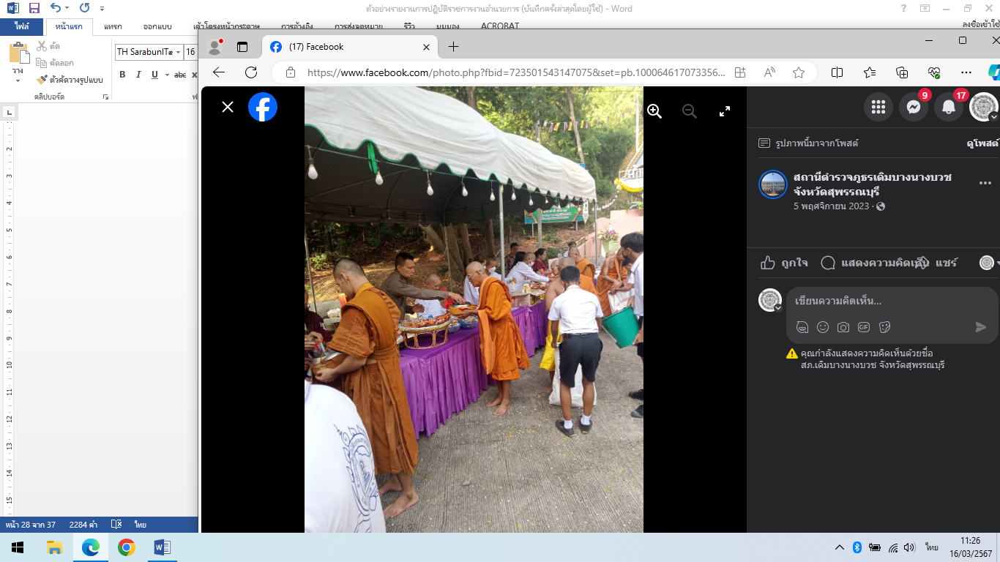 ตัวอย่างรายงานการปฏิบัติราชการงานอำนวยการ (บันทึกครั้งล่าสุดโดยผู้ใช้) - Word
ไฟล์ หน้าแรก แทรก ออกแบบ เค้าโครงหน้ากระดาษ การอ้างอิง การส่งจดหมาย รีวิว มุมมอง ACROBAT ลงชื่อเข้าใช้
วาง
ตัด
คัดลอก
ตัวคัดวางรูปแบบ
คลิปบอร์ด
TH SarabunIT๙ 16
B I U abc x
(17) Facebook
https://www.facebook.com/photo.php?fbid=723501543147075&set=pb.100064617073356...
9 17
รูปภาพนี้มาจากโพสต์ ดูโพสต์
สถานีตำรวจภูธรเดิมบางนางบวช
จังหวัดสุพรรณบุรี
5 พฤศจิกายน 2023
ถูกใจ แสดงความคิดเห็น แชร์
เขียนความคิดเห็น...
GIF
คุณกำลังแสดงความคิดเห็นด้วยชื่อ
สภ.เดิมบางนางบวช จังหวัดสุพรรณบุรี
L
2
3
4
5
6
7
8
9
10
11
12
13
14
15
หน้า 28 จาก 37 2284 คำ ไทย
ไทย
11:26
16/03/2567